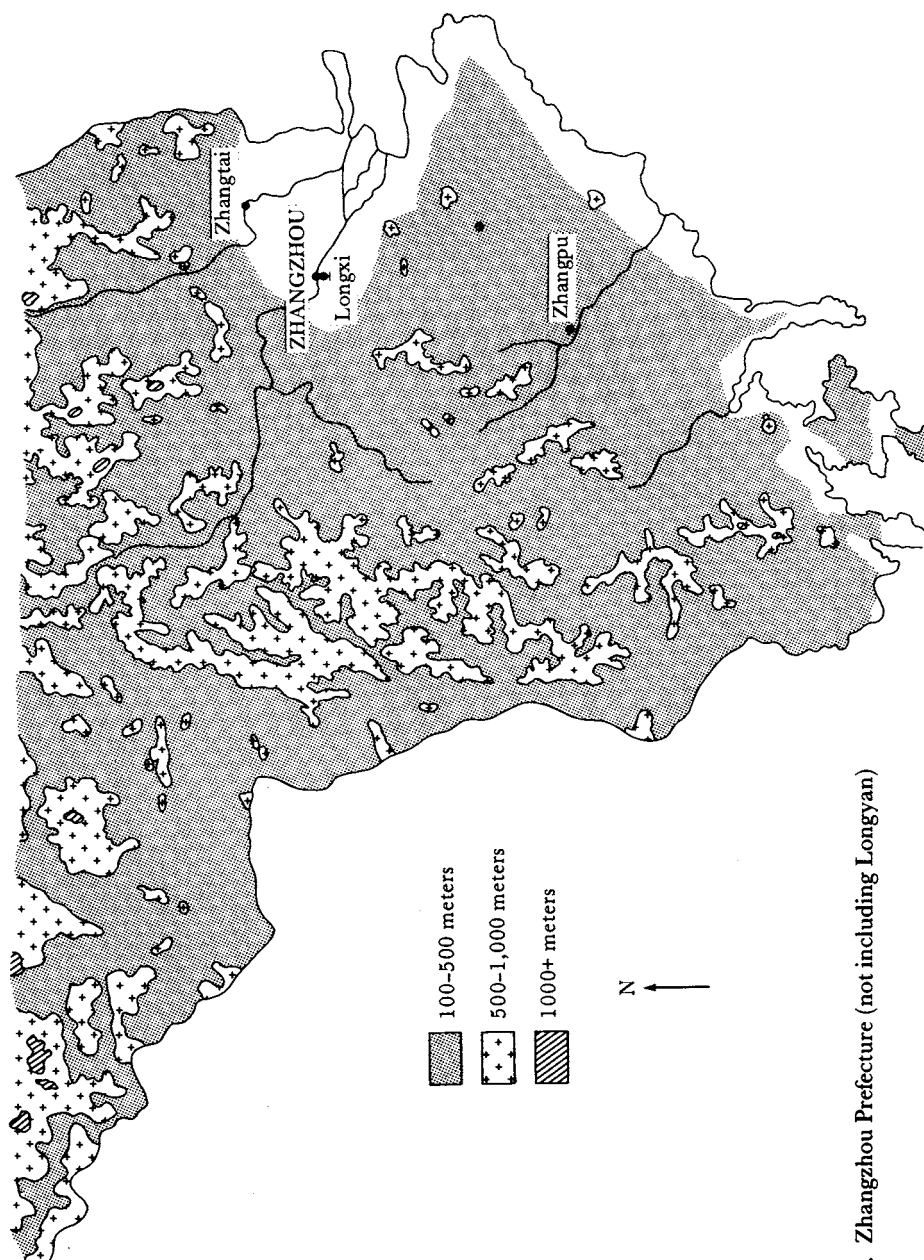 Zhangtai
ZHANGZHOU
Longxi
Zhangpu
100–500 meters
500–1,000 meters
1000+ meters
N
. Zhangzhou Prefecture (not including Longyan)